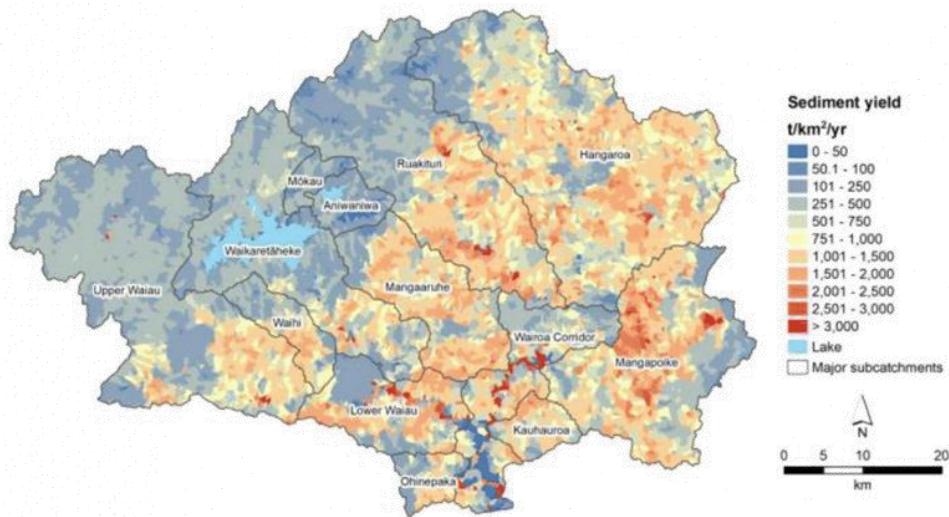 Sediment yield
t/km²/yr
0 - 50
50.1 - 100
101 - 250
251 - 500
501 - 750
751 - 1,000
1,001 - 1,500
1,501 - 2,000
2,001 - 2,500
2,501 - 3,000
> 3,000
Lake
Major subcatchments
Ruakituri
Hangaroa
Mōkau
Aniwaniwa
Waikaretāheke
Upper Waiau
Mangaaruhe
Waihi
Wairoa Corridor
Mangapoike
Lower Waiau
Kauhauroa
Ohinepaka
N
0 5 10 20
km